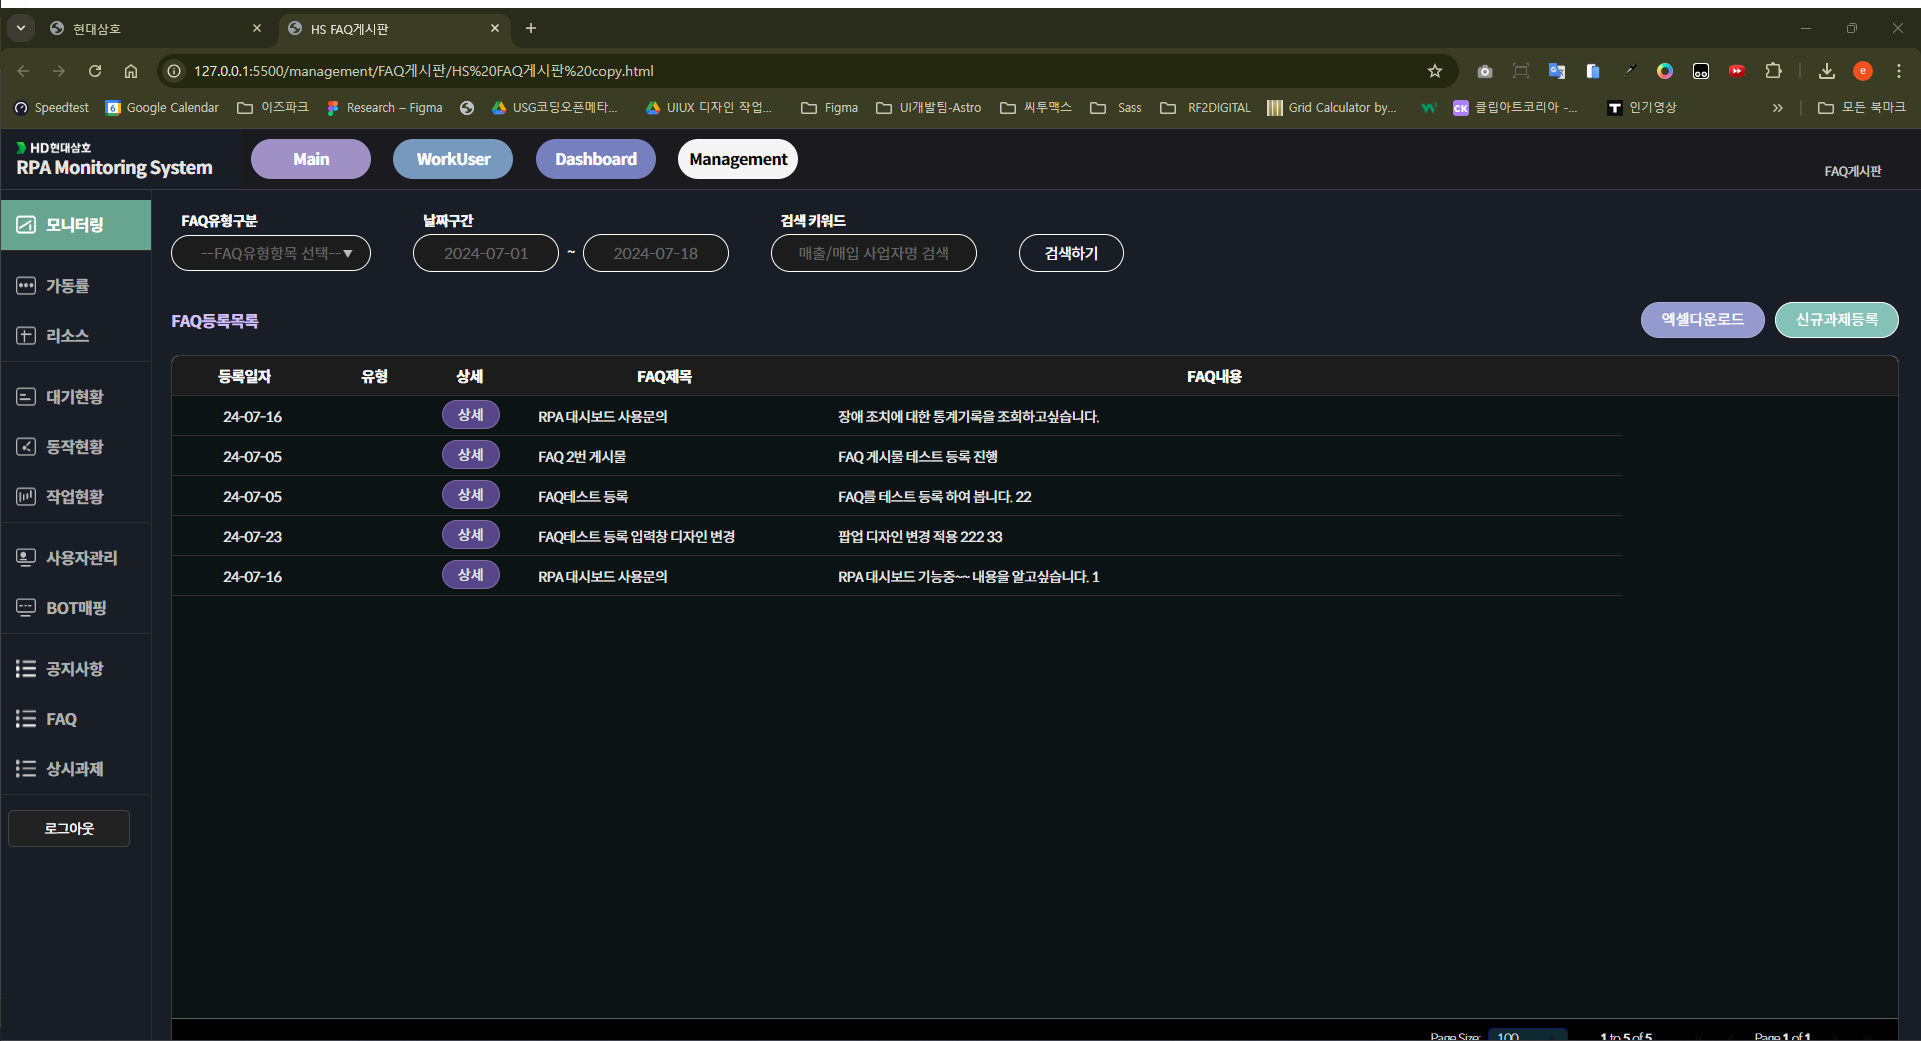 현대삼호
HS FAQ게시판
127.0.0.1:5500/management/FAQ게시판/HS%20FAQ게시판%20copy.html
e
Speedtest
6 Google Calendar
이즈파크
Research – Figma
USG코딩오픈메타...
UIUX 디자인 작업...
Figma
UI개발팀-Astro
씨투맥스
Sass
RF2DIGITAL
Grid Calculator by...
CK 클립아트코리아 -...
T 인기영상
모든 북마크
HD현대삼호
RPA Monitoring System
Main
WorkUser
Dashboard
Management
FAQ게시판
모니터링
가동률
리소스
대기현황
동작현황
작업현황
사용자관리
BOT매핑
공지사항
FAQ
상시과제
로그아웃
FAQ유형구분 날짜구간 검색 키워드
--FAQ유형항목 선택--▼ 2024-07-01 ~ 2024-07-18 매출/매입 사업자명 검색 검색하기
FAQ등록목록 엑셀다운로드 신규과제등록
등록일자 유형 상세 FAQ제목 FAQ내용
24-07-16 상세 RPA 대시보드 사용문의 장애 조치에 대한 통계기록을 조회하고싶습니다.
24-07-05 상세 FAQ 2번 게시물 FAQ 게시물 테스트 등록 진행
24-07-05 상세 FAQ테스트 등록 FAQ를 테스트 등록 하여 봅니다. 22
24-07-23 상세 FAQ테스트 등록 입력창 디자인 변경 팝업 디자인 변경 적용 222 33
24-07-16 상세 RPA 대시보드 사용문의 RPA 대시보드 기능중~~ 내용을 알고싶습니다. 1
Page Size: 100 1 to 5 of 5 Page 1 of 1